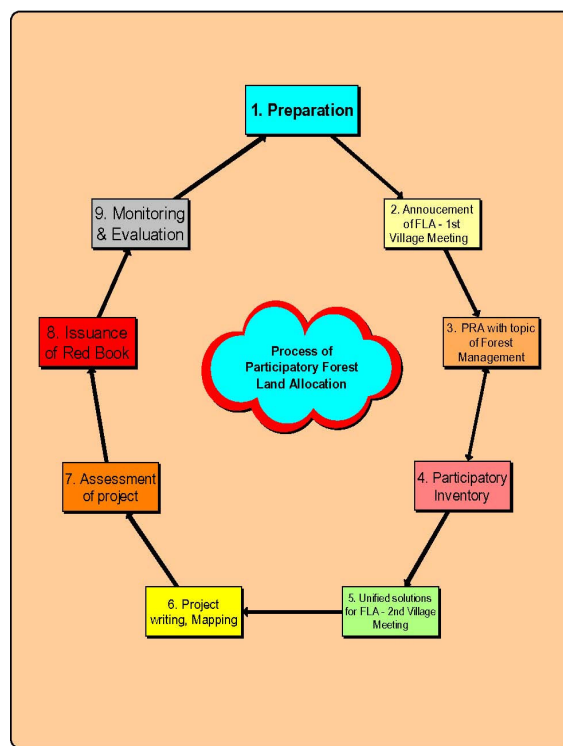 1. Preparation
2. Annoucement
of FLA - 1st
Village Meeting
3. PRA with topic
of Forest
Management
4. Participatory
Inventory
5. Unified solutions
for FLA - 2nd Village
Meeting
6. Project
writing, Mapping
7. Assessment
of project
8. Issuance
of Red Book
9. Monitoring
& Evaluation
Process of
Participatory Forest
Land Allocation